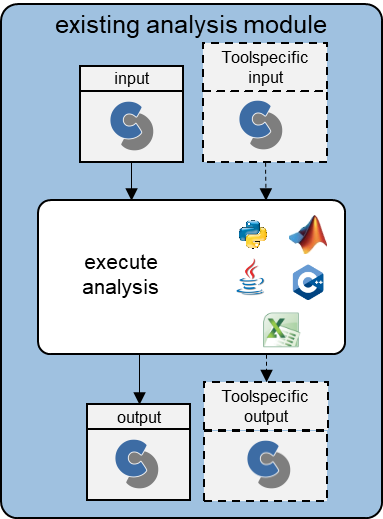 existing analysis module
input
Toolspecific
input
execute
analysis
C++
output
Toolspecific
output